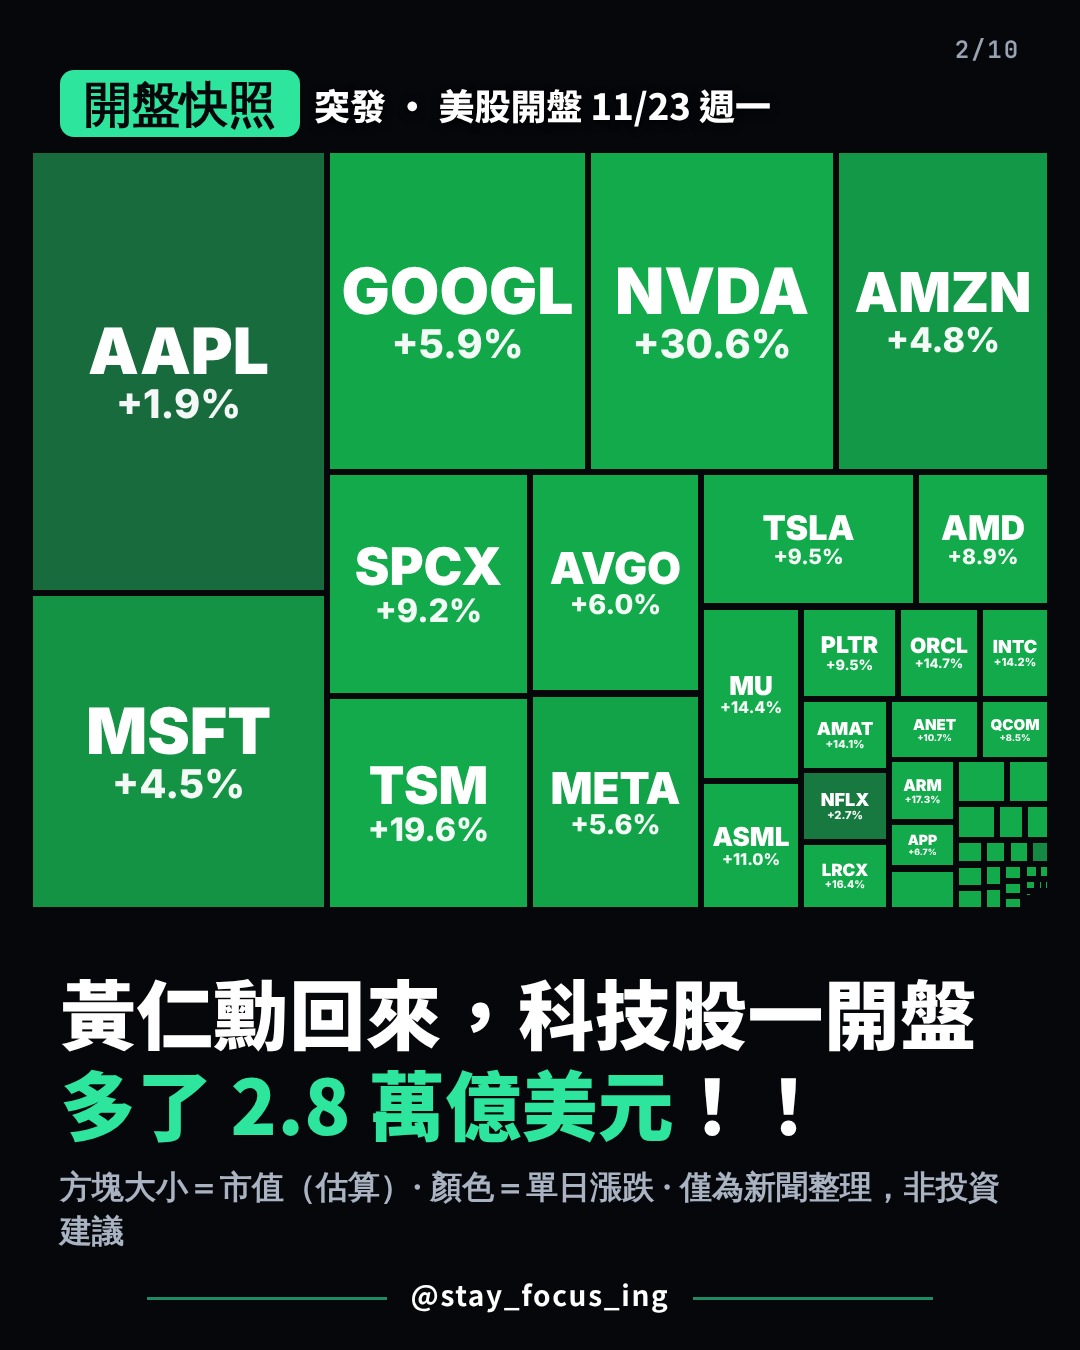 2/10
開盤快照
突發 · 美股開盤 11/23 週一
AAPL
+1.9%
GOOGL
+5.9%
NVDA
+30.6%
AMZN
+4.8%
MSFT
+4.5%
SPCX
+9.2%
AVGO
+6.0%
TSLA
+9.5%
AMD
+8.9%
TSM
+19.6%
META
+5.6%
MU
+14.4%
PLTR
+9.5%
ORCL
+14.7%
INTC
+14.2%
AMAT
+14.1%
ANET
+10.7%
QCOM
+8.5%
NFLX
+2.7%
ARM
+17.3%
ASML
+11.0%
APP
+6.7%
LRCX
+16.4%
黃仁勳回來，科技股一開盤
多了 2.8 萬億美元！！
方塊大小＝市值（估算）· 顏色＝單日漲跌 · 僅為新聞整理，非投資
建議
@stay_focus_ing